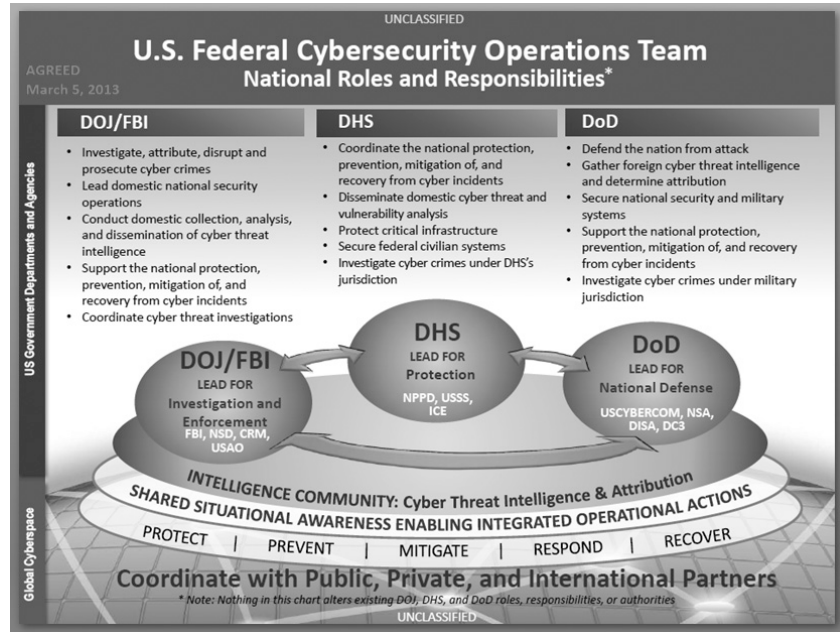 UNCLASSIFIED
U.S. Federal Cybersecurity Operations Team
National Roles and Responsibilities*
AGREED
March 5, 2013
US Government Departments and Agencies
DOJ/FBI
• Investigate, attribute, disrupt and
prosecute cyber crimes
• Lead domestic national security
operations
• Conduct domestic collection, analysis,
and dissemination of cyber threat
intelligence
• Support the national protection,
prevention, mitigation of, and
recovery from cyber incidents
• Coordinate cyber threat investigations
DHS
• Coordinate the national protection,
prevention, mitigation of, and
recovery from cyber incidents
• Disseminate domestic cyber threat and
vulnerability analysis
• Protect critical infrastructure
• Secure federal civilian systems
• Investigate cyber crimes under DHS's
jurisdiction
DoD
• Defend the nation from attack
• Gather foreign cyber threat intelligence
and determine attribution
• Secure national security and military
systems
• Support the national protection,
prevention, mitigation of, and recovery
from cyber incidents
• Investigate cyber crimes under military
jurisdiction
DOJ/FBI
LEAD FOR
Investigation and
Enforcement
FBI, NSD, CRM,
USAO
DHS
LEAD FOR
Protection
NPPD, USSS,
ICE
DoD
LEAD FOR
National Defense
USCYBERCOM, NSA,
DISA, DC3
INTELLIGENCE COMMUNITY: Cyber Threat Intelligence & Attribution
SHARED SITUATIONAL AWARENESS ENABLING INTEGRATED OPERATIONAL ACTIONS
PROTECT | PREVENT | MITIGATE | RESPOND | RECOVER
Global Cyberspace
Coordinate with Public, Private, and International Partners
* Note: Nothing in this chart alters existing DOJ, DHS, and DoD roles, responsibilities, or authorities
UNCLASSIFIED